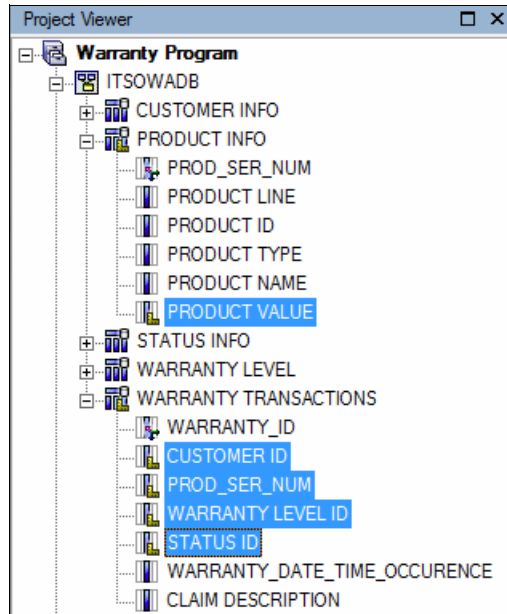 Project Viewer
Warranty Program
ITSOWADB
CUSTOMER INFO
PRODUCT INFO
PROD_SER_NUM
PRODUCT LINE
PRODUCT ID
PRODUCT TYPE
PRODUCT NAME
PRODUCT VALUE
STATUS INFO
WARRANTY LEVEL
WARRANTY TRANSACTIONS
WARRANTY_ID
CUSTOMER ID
PROD_SER_NUM
WARRANTY LEVEL ID
STATUS ID
WARRANTY_DATE_TIME_OCCURENCE
CLAIM DESCRIPTION